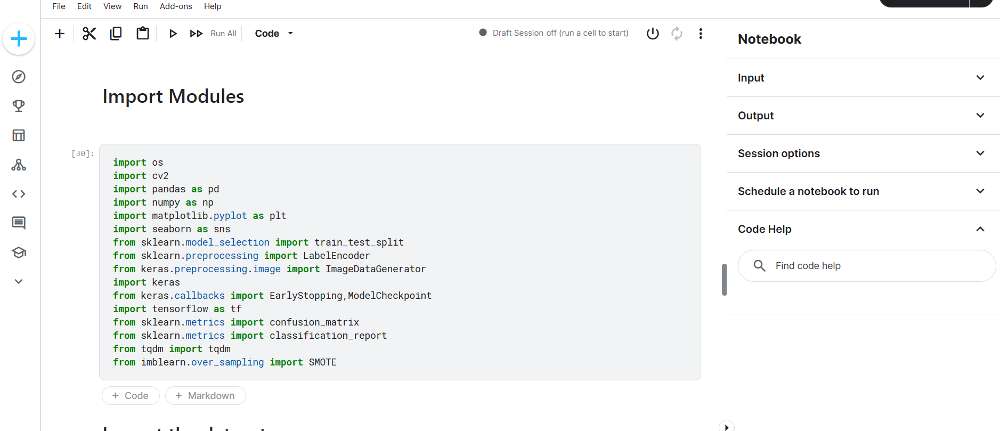 File Edit View Run Add-ons Help
Run All Code Draft Session off (run a cell to start)
Import Modules
[30]:
import os
import cv2
import pandas as pd
import numpy as np
import matplotlib.pyplot as plt
import seaborn as sns
from sklearn.model_selection import train_test_split
from sklearn.preprocessing import LabelEncoder
from keras.preprocessing.image import ImageDataGenerator
import keras
from keras.callbacks import EarlyStopping,ModelCheckpoint
import tensorflow as tf
from sklearn.metrics import confusion_matrix
from sklearn.metrics import classification_report
from tqdm import tqdm
from imblearn.over_sampling import SMOTE
+ Code + Markdown
Notebook
Input
Output
Session options
Schedule a notebook to run
Code Help
Find code help